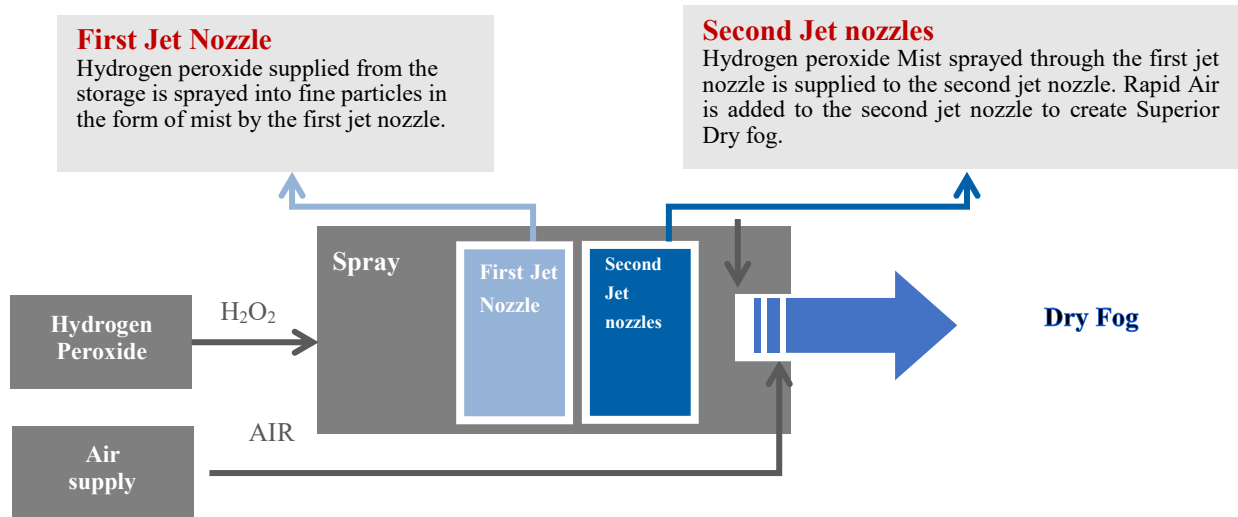 First Jet Nozzle
Hydrogen peroxide supplied from the
storage is sprayed into fine particles in
the form of mist by the first jet nozzle.
Second Jet nozzles
Hydrogen peroxide Mist sprayed through the first jet
nozzle is supplied to the second jet nozzle. Rapid Air
is added to the second jet nozzle to create Superior
Dry fog.
Spray
First Jet
Nozzle
Second
Jet
nozzles
Hydrogen
Peroxide
H₂O₂
Dry Fog
AIR
Air
supply